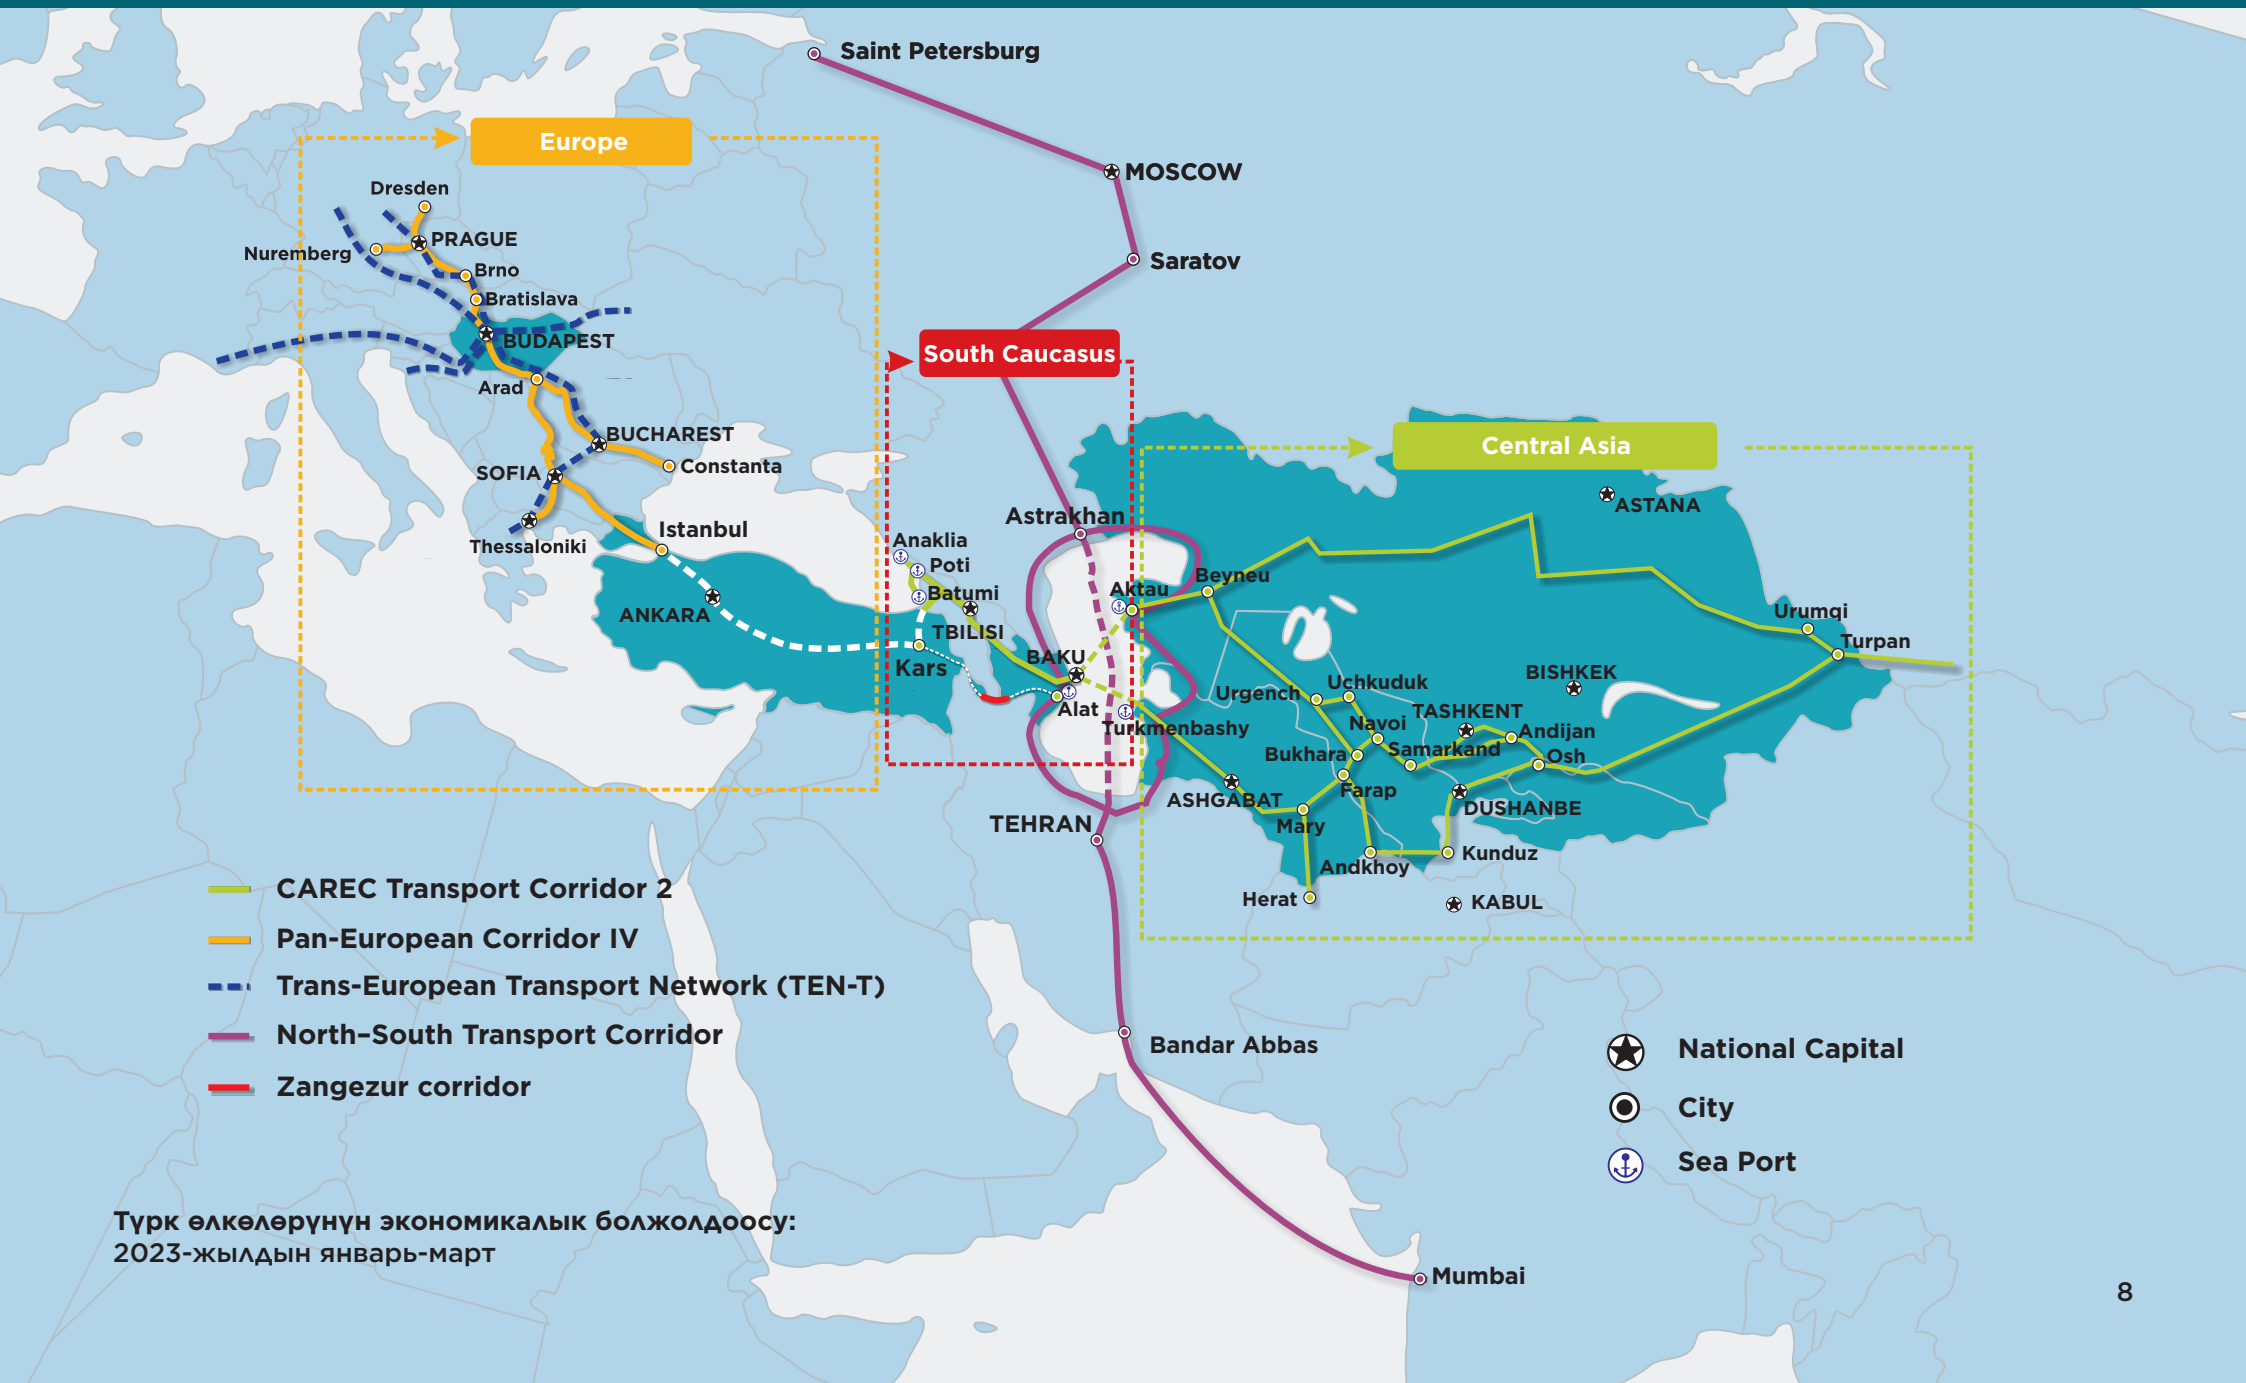 Saint Petersburg
Europe
MOSCOW
Dresden
PRAGUE
Nuremberg
Saratov
Brno
Bratislava
BUDAPEST
South Caucasus
Arad
BUCHAREST
Central Asia
SOFIA
Constanta
ASTANA
Astrakhan
Istanbul
Thessaloniki
Anaklia
Poti
Beyneu
Aktau
Batumi
ANKARA
Urumqi
TBILISI
Turpan
BAKU
Kars
BISHKEK
Uchkuduk
Urgench
Alat
TASHKENT
Navoi
Turkmenbashy
Andijan
Samarkand
Bukhara
Osh
Farap
ASHGABAT
DUSHANBE
TEHRAN
Mary
Kunduz
Andkhoy
Herat
KABUL
CAREC Transport Corridor 2
Pan-European Corridor IV
Trans-European Transport Network (TEN-T)
North–South Transport Corridor
Zangezur corridor
Bandar Abbas
National Capital
City
Sea Port
Түрк өлкөлөрүнүн экономикалык болжолдоосу:
2023-жылдын январь-март
Mumbai
8